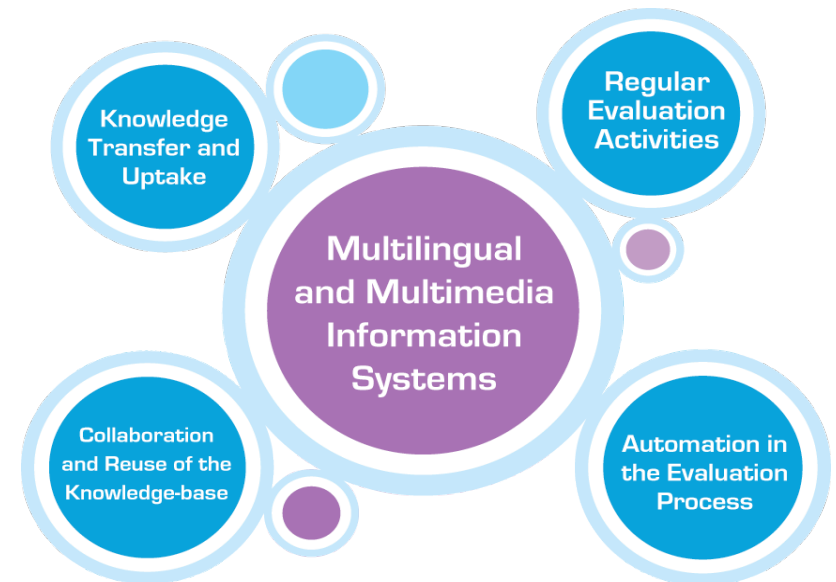 Knowledge
Transfer and
Uptake
Regular
Evaluation
Activities
Multilingual
and Multimedia
Information
Systems
Collaboration
and Reuse of the
Knowledge-base
Automation in
the Evaluation
Process